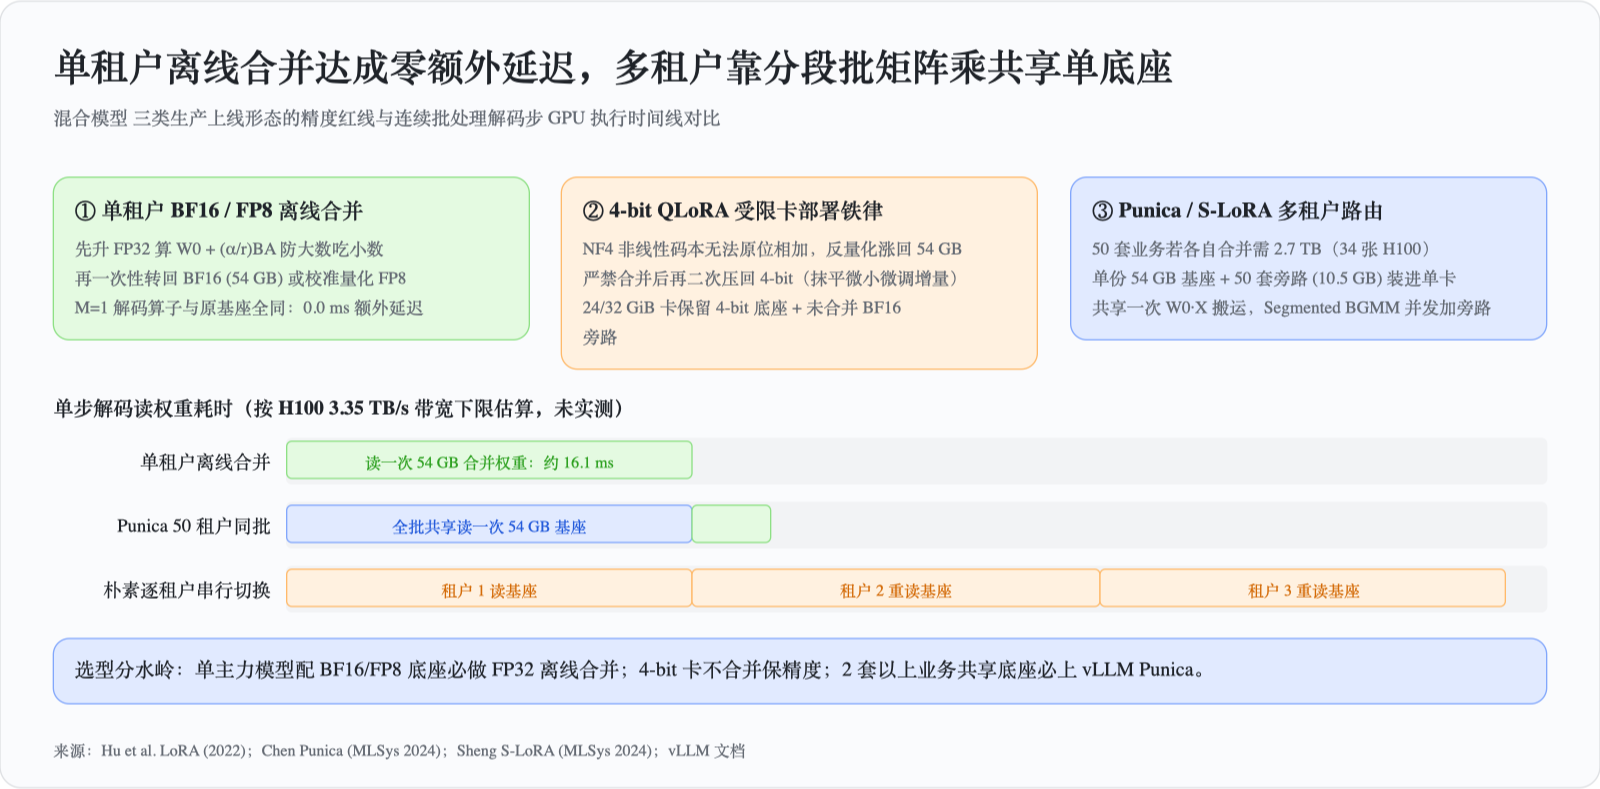 单租户离线合并达成零额外延迟，多租户靠分段批矩阵乘共享单底座
混合模型 三类生产上线形态的精度红线与连续批处理解码步 GPU 执行时间线对比
① 单租户 BF16 / FP8 离线合并
先升 FP32 算 W0 + (α/r)BA 防大数吃小数
再一次性转回 BF16 (54 GB) 或校准量化 FP8
M=1 解码算子与原基座全同：0.0 ms 额外延迟
② 4-bit QLoRA 受限卡部署铁律
NF4 非线性码本无法原位相加，反量化涨回 54 GB
严禁合并后再二次压回 4-bit（抹平微小微调增量）
24/32 GiB 卡保留 4-bit 底座 + 未合并 BF16
旁路
③ Punica / S-LoRA 多租户路由
50 套业务若各自合并需 2.7 TB（34 张 H100）
单份 54 GB 基座 + 50 套旁路 (10.5 GB) 装进单卡
共享一次 W0·X 搬运，Segmented BGMM 并发加旁路
单步解码读权重耗时（按 H100 3.35 TB/s 带宽下限估算，未实测）
单租户离线合并
读一次 54 GB 合并权重：约 16.1 ms
Punica 50 租户同批
全批共享读一次 54 GB 基座
朴素逐租户串行切换
租户 1 读基座
租户 2 重读基座
租户 3 重读基座
选型分水岭：单主力模型配 BF16/FP8 底座必做 FP32 离线合并；4-bit 卡不合并保精度；2 套以上业务共享底座必上 vLLM Punica。
来源：Hu et al. LoRA (2022)；Chen Punica (MLSys 2024)；Sheng S-LoRA (MLSys 2024)；vLLM 文档